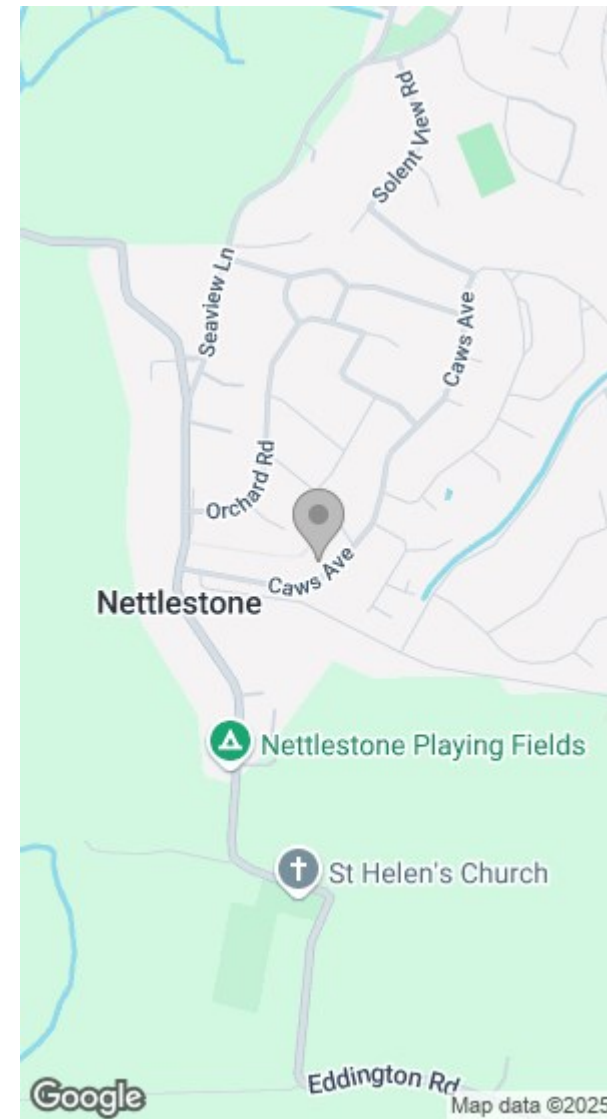 Solent View Rd
Seaview Ln
Caws Ave
Orchard Rd
Caws Ave
Nettlestone
Nettlestone Playing Fields
St Helen's Church
Eddington Rd
Google
Map data ©2025